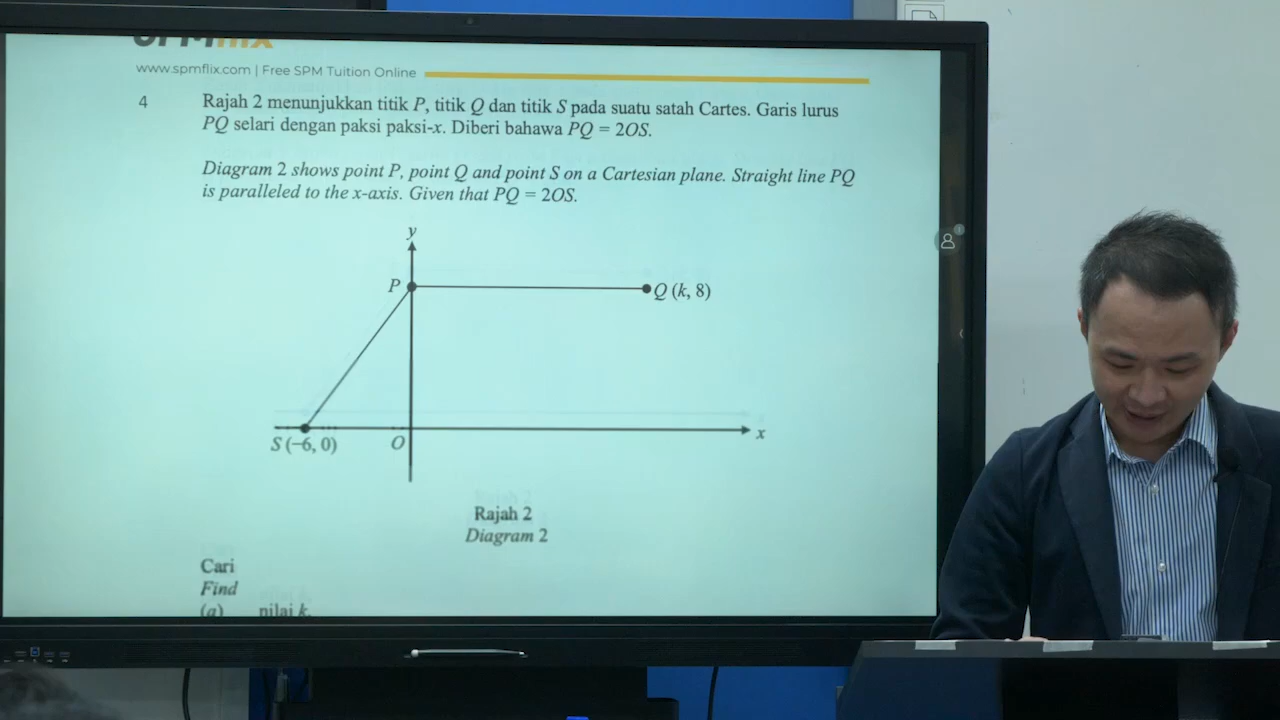 SPMflix
www.spmflix.com | Free SPM Tuition Online
4 Rajah 2 menunjukkan titik P, titik Q dan titik S pada suatu satah Cartes. Garis lurus
PQ selari dengan paksi paksi-x. Diberi bahawa PQ = 2OS.
Diagram 2 shows point P, point Q and point S on a Cartesian plane. Straight line PQ
is paralleled to the x-axis. Given that PQ = 2OS.
y
P
Q (k, 8)
S (−6, 0)
O
x
Rajah 2
Diagram 2
Cari
Find
(a) nilai k.